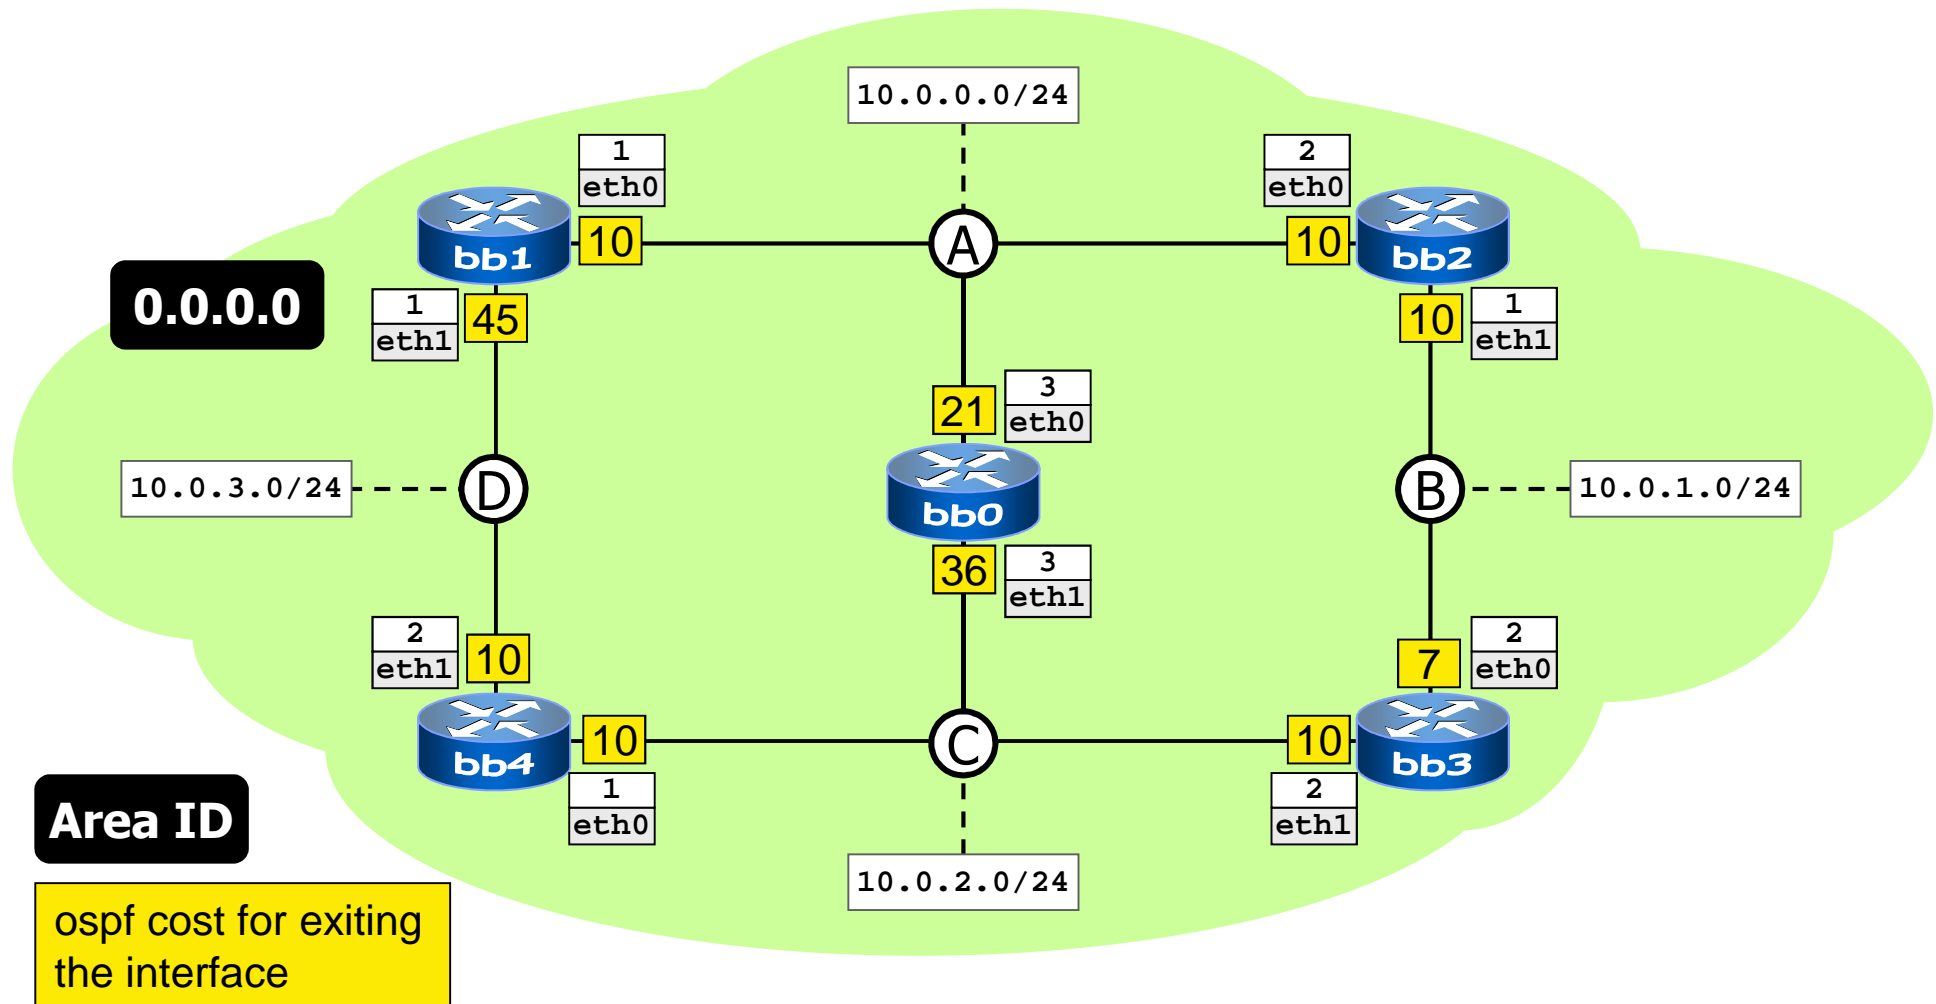 10.0.0.0/24
1
eth0
2
eth0
bb1
10
A
10
bb2
0.0.0.0
1
eth1
45
10
1
eth1
21
3
eth0
10.0.3.0/24
D
bb0
B
10.0.1.0/24
36
3
eth1
2
eth1
10
7
2
eth0
bb4
10
C
10
bb3
1
eth0
2
eth1
Area ID
10.0.2.0/24
ospf cost for exiting
the interface